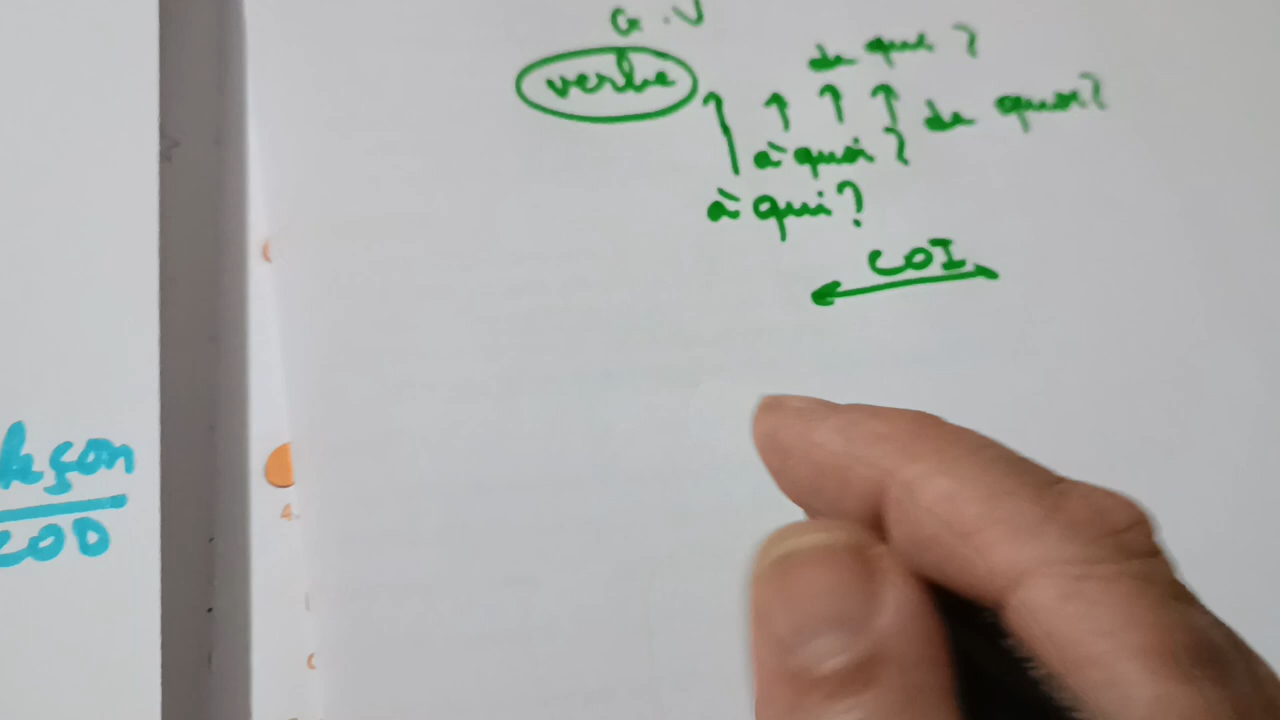 G.V
verbe
de qui ?
de quoi ?
à quoi ?
à qui ?
COI
leçon
COD